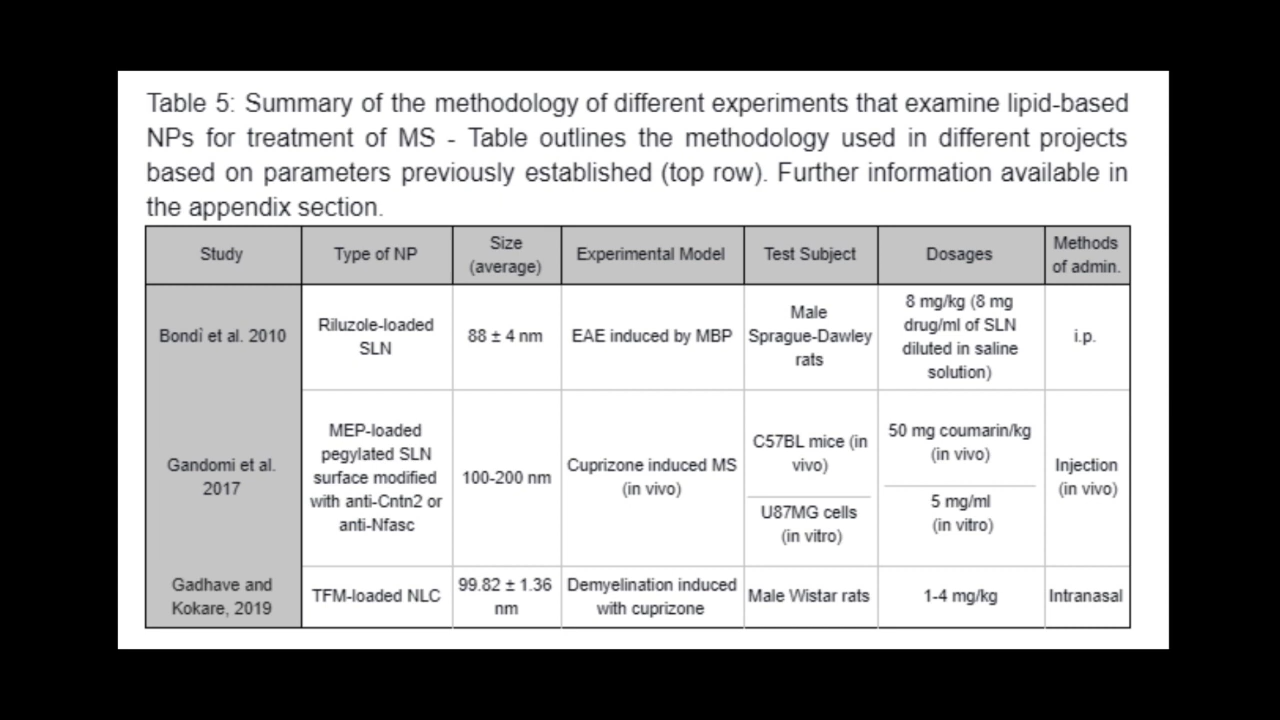 Table 5: Summary of the methodology of different experiments that examine lipid-based
NPs for treatment of MS - Table outlines the methodology used in different projects
based on parameters previously established (top row). Further information available in
the appendix section.
Study
Type of NP
Size
(average)
Experimental Model
Test Subject
Dosages
Methods
of admin.
Bondì et al. 2010
Riluzole-loaded
SLN
88 ± 4 nm
EAE induced by MBP
Male
Sprague-Dawley
rats
8 mg/kg (8 mg
drug/ml of SLN
diluted in saline
solution)
i.p.
Gandomi et al.
2017
MEP-loaded
pegylated SLN
surface modified
with anti-Cntn2 or
anti-Nfasc
100-200 nm
Cuprizone induced MS
(in vivo)
C57BL mice (in
vivo)
U87MG cells
(in vitro)
50 mg coumarin/kg
(in vivo)
5 mg/ml
(in vitro)
Injection
(in vivo)
Gadhave and
Kokare, 2019
TFM-loaded NLC
99.82 ± 1.36
nm
Demyelination induced
with cuprizone
Male Wistar rats
1-4 mg/kg
Intranasal